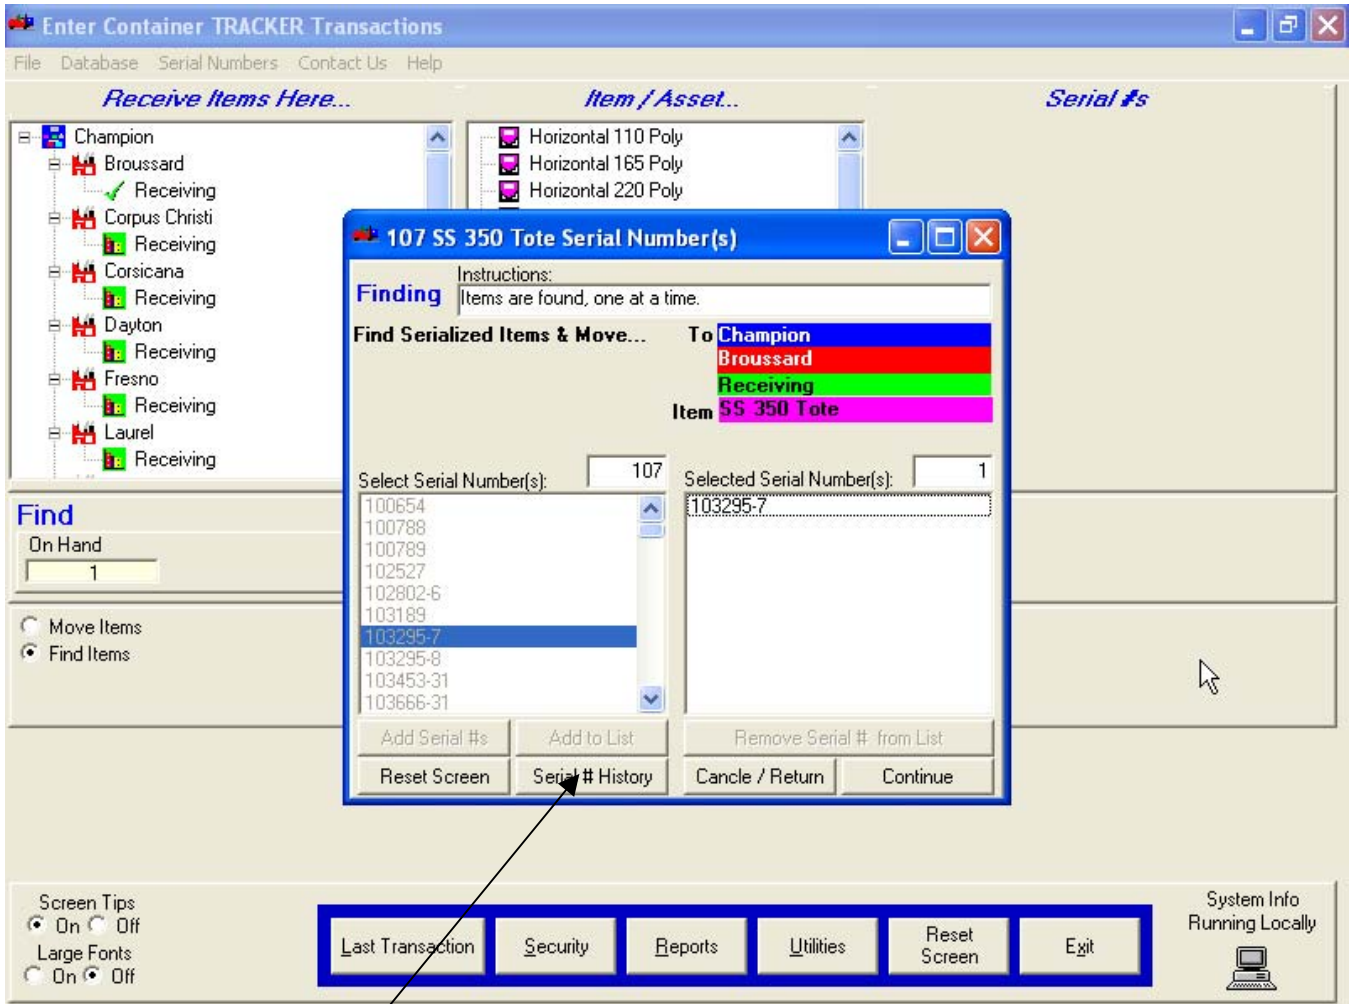 Enter Container TRACKER Transactions
File Database Serial Numbers Contact Us Help
Receive Items Here...
Item / Asset...
Serial #s
Champion
Broussard
Receiving
Corpus Christi
Receiving
Corsicana
Receiving
Dayton
Receiving
Fresno
Receiving
Laurel
Receiving
Horizontal 110 Poly
Horizontal 165 Poly
Horizontal 220 Poly
107 SS 350 Tote Serial Number(s)
Instructions:
Finding
Items are found, one at a time.
Find Serialized Items & Move...
To Champion
Broussard
Receiving
Item SS 350 Tote
Select Serial Number(s): 107
100654
100788
100789
102527
102802-6
103189
103295-7
103295-8
103453-31
103666-31
Selected Serial Number(s): 1
103295-7
Add Serial #s
Add to List
Remove Serial # from List
Reset Screen
Serial # History
Cancle / Return
Continue
Find
On Hand
1
Move Items
Find Items
Screen Tips
On Off
Large Fonts
On Off
Last Transaction
Security
Reports
Utilities
Reset
Screen
Exit
System Info
Running Locally